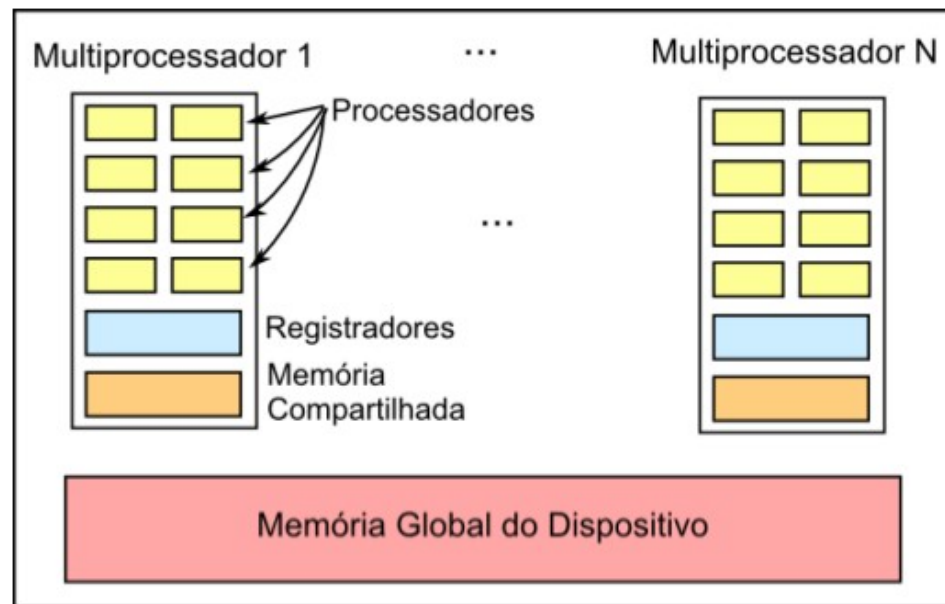 Multiprocessador 1
...
Multiprocessador N
Processadores
...
Registradores
Memória
Compartilhada
Memória Global do Dispositivo